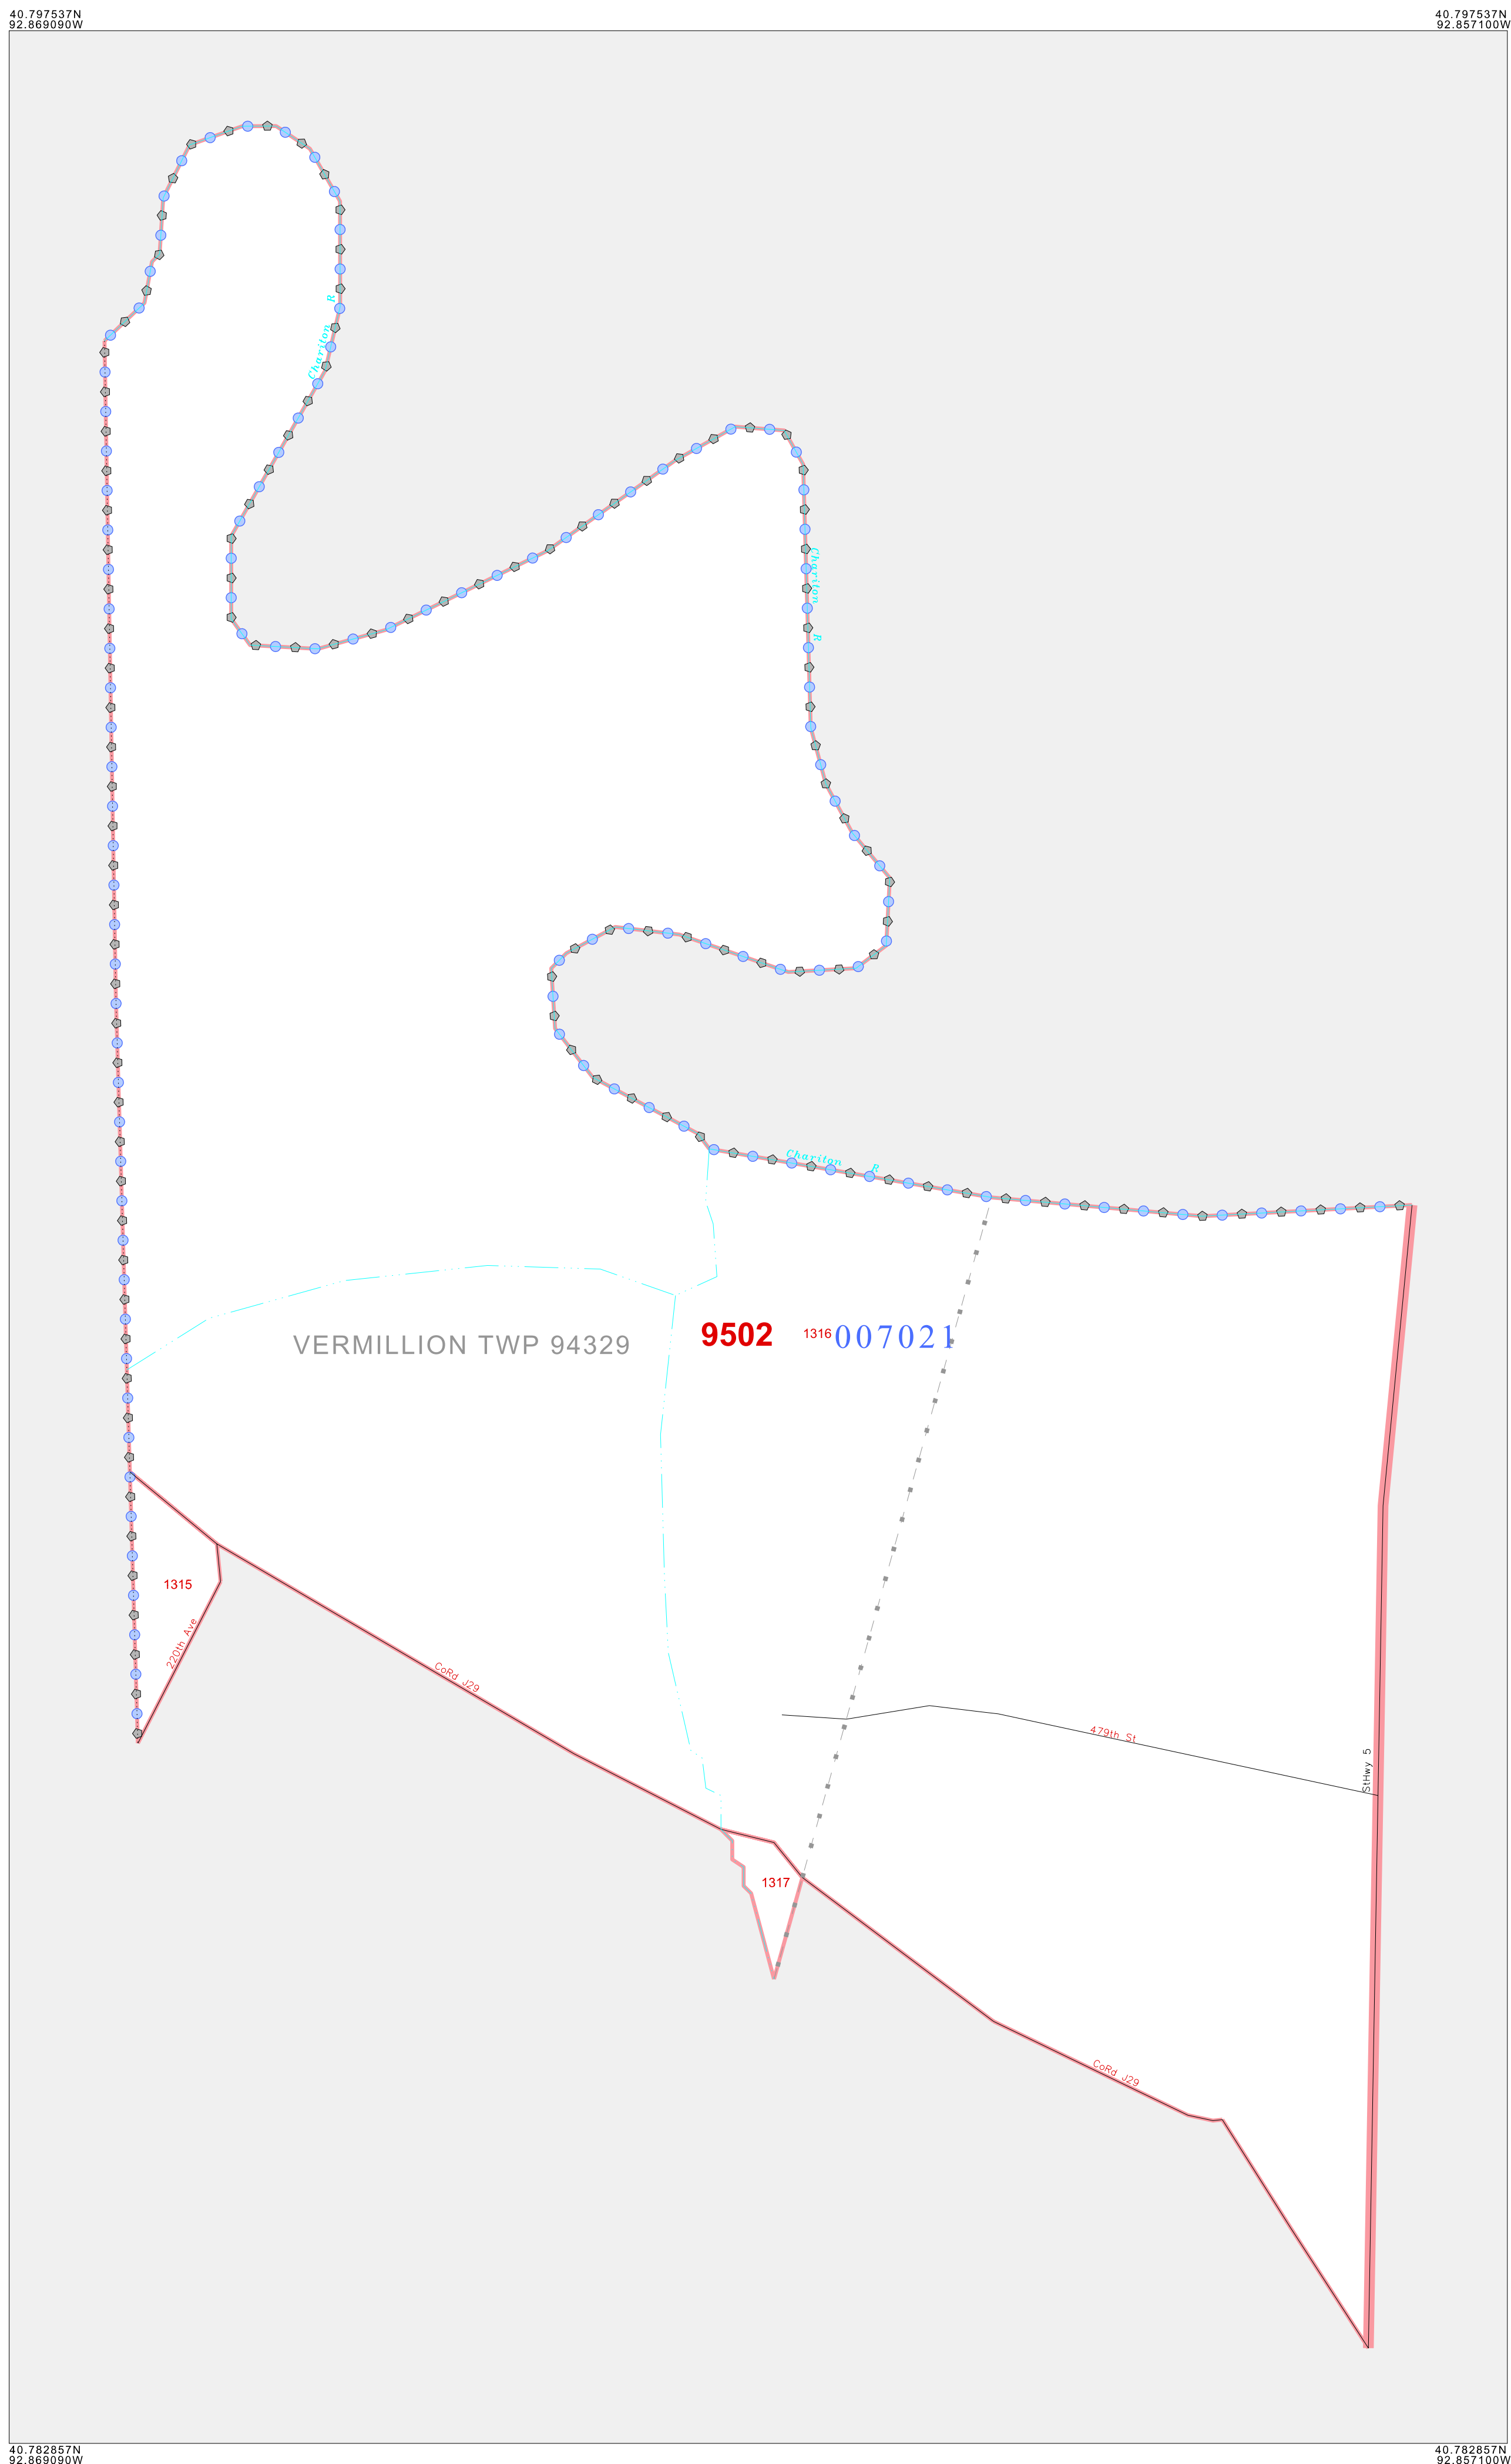 40.797537N
92.869090W
40.797537N
92.857100W
Chariton R
Chariton R
Chariton R
VERMILLION TWP 94329
9502
1316
007021
1315
220th Ave
CoRd J29
479th St
StHwy 5
1317
CoRd J29
40.782857N
92.869090W
40.782857N
92.857100W